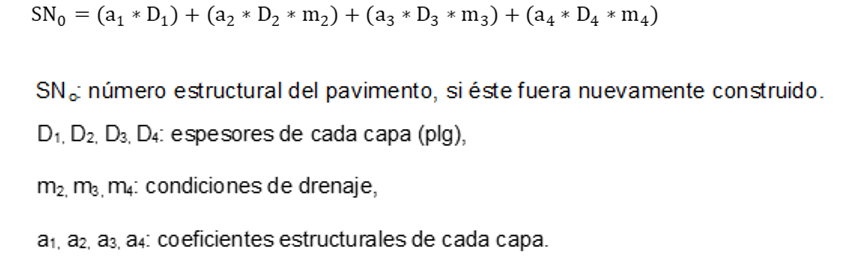 SN₀ = (a₁ * D₁) + (a₂ * D₂ * m₂) + (a₃ * D₃ * m₃) + (a₄ * D₄ * m₄)
SNₒ: número estructural del pavimento, si éste fuera nuevamente construido.
D₁, D₂, D₃, D₄: espesores de cada capa (plg),
m₂, m₃, m₄: condiciones de drenaje,
a₁, a₂, a₃, a₄: coeficientes estructurales de cada capa.